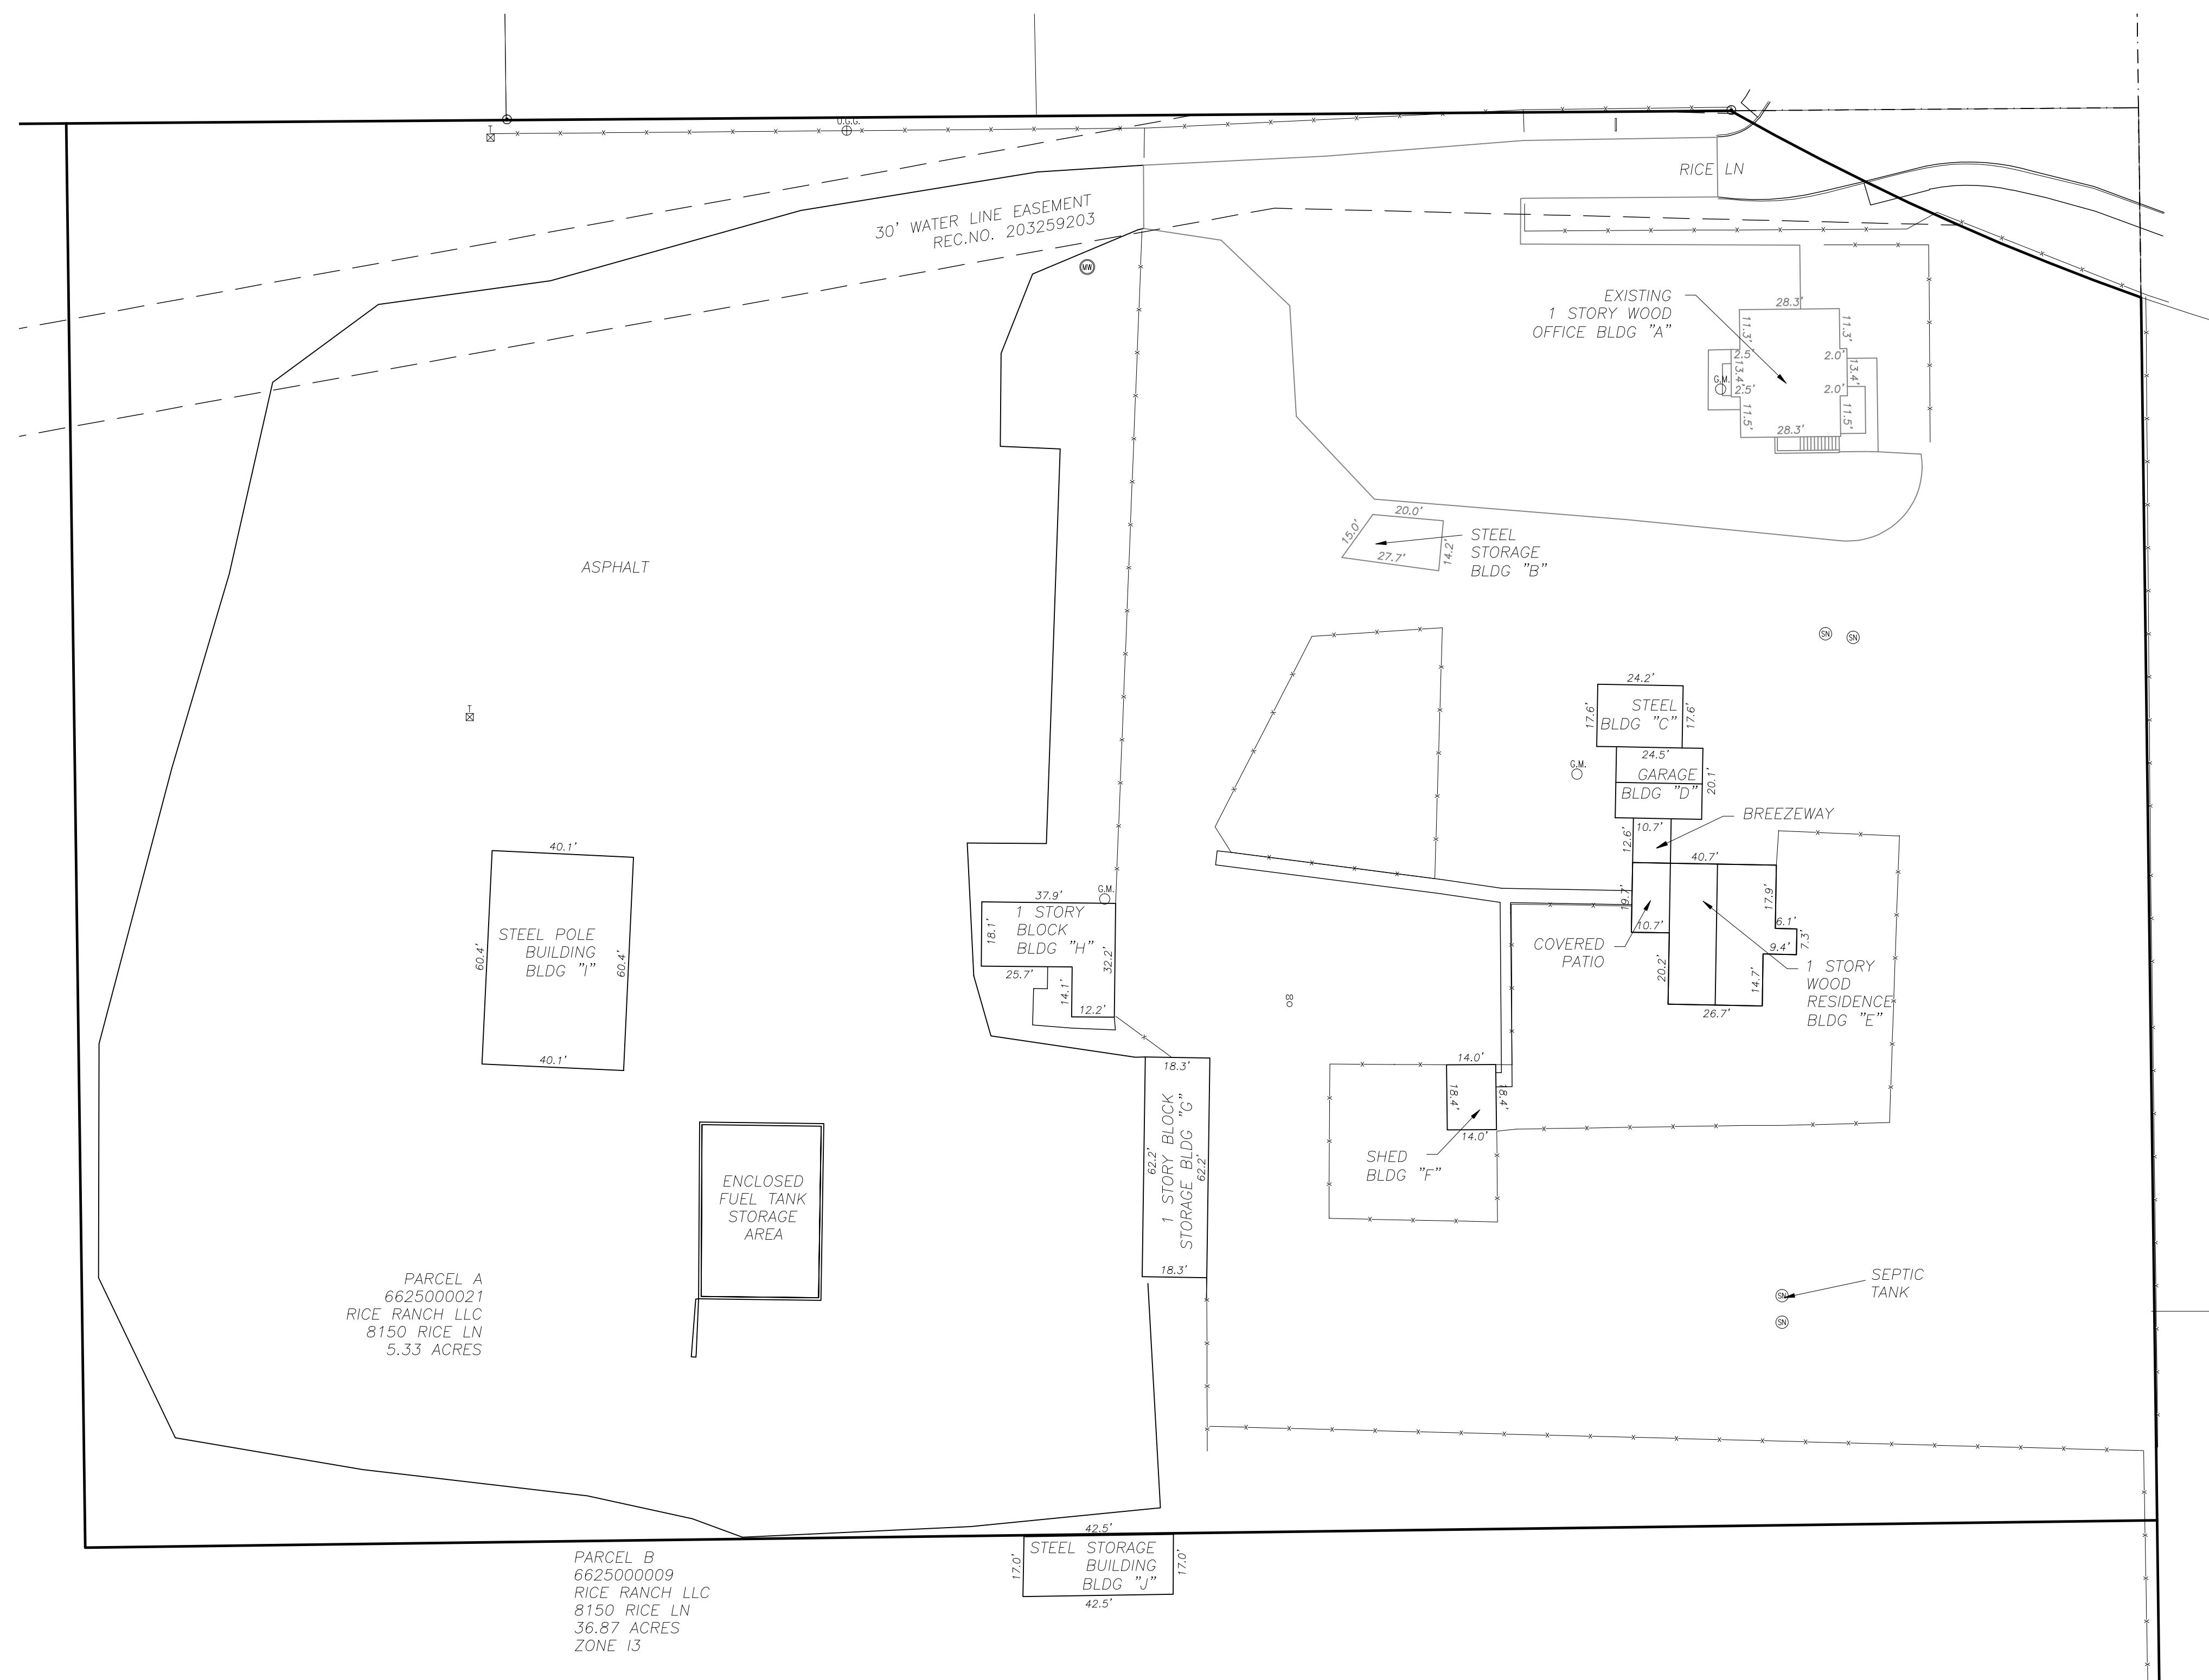 T
U.G.G.
RICE LN
30' WATER LINE EASEMENT
REC.NO. 203259203
MW
EXISTING
1 STORY WOOD
OFFICE BLDG "A"
28.3'
11.3'
11.3'
2.5'
2.0'
13.4'
13.4'
G.M.
2.5'
2.0'
11.5'
11.5'
28.3'
20.0'
15.0'
27.7'
14.2'
STEEL
STORAGE
BLDG "B"
ASPHALT
SN
SN
T
24.2'
17.6'
STEEL
BLDG "C"
17.6'
24.5'
G.M.
GARAGE
BLDG "D"
20.1'
BREEZEWAY
10.7'
12.6'
40.7'
19.7'
17.9'
10.7'
6.1'
7.3'
9.4'
COVERED
PATIO
20.2'
14.7'
26.7'
1 STORY
WOOD
RESIDENCE
BLDG "E"
40.1'
60.4'
STEEL POLE
BUILDING
BLDG "I"
60.4'
40.1'
G.M.
37.9'
1 STORY
BLOCK
BLDG "H"
18.1'
32.2'
25.7'
14.1'
12.2'
18.3'
1 STORY BLOCK
STORAGE BLDG "G"
62.2'
62.2'
18.3'
14.0'
18.4'
18.4'
14.0'
SHED
BLDG "F"
ENCLOSED
FUEL TANK
STORAGE
AREA
SEPTIC
TANK
SN
SN
PARCEL A
6625000021
RICE RANCH LLC
8150 RICE LN
5.33 ACRES
42.5'
17.0'
STEEL STORAGE
BUILDING
BLDG "J"
17.0'
42.5'
PARCEL B
6625000009
RICE RANCH LLC
8150 RICE LN
36.87 ACRES
ZONE I3